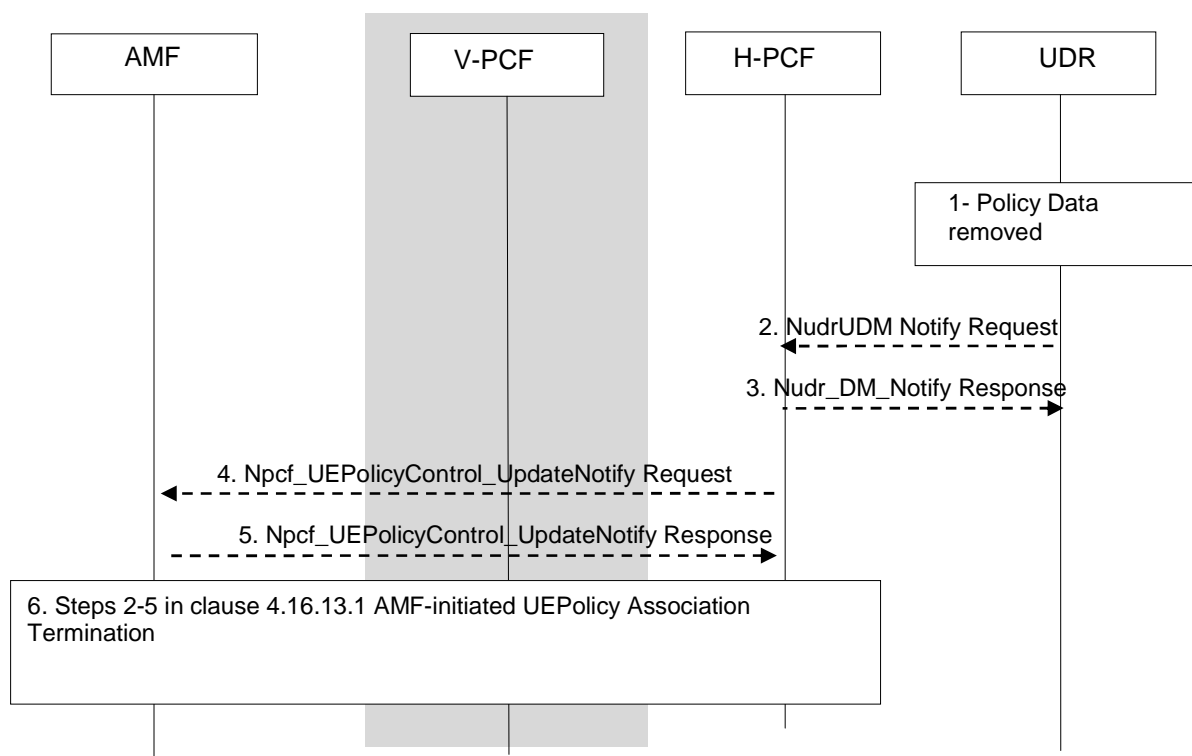 AMF
V-PCF
H-PCF
UDR
1- Policy Data
removed
2. NudrUDM Notify Request
3. Nudr_DM_Notify Response
4. Npcf_UEPolicyControl_UpdateNotify Request
5. Npcf_UEPolicyControl_UpdateNotify Response
6. Steps 2-5 in clause 4.16.13.1 AMF-initiated UEPolicy Association
Termination